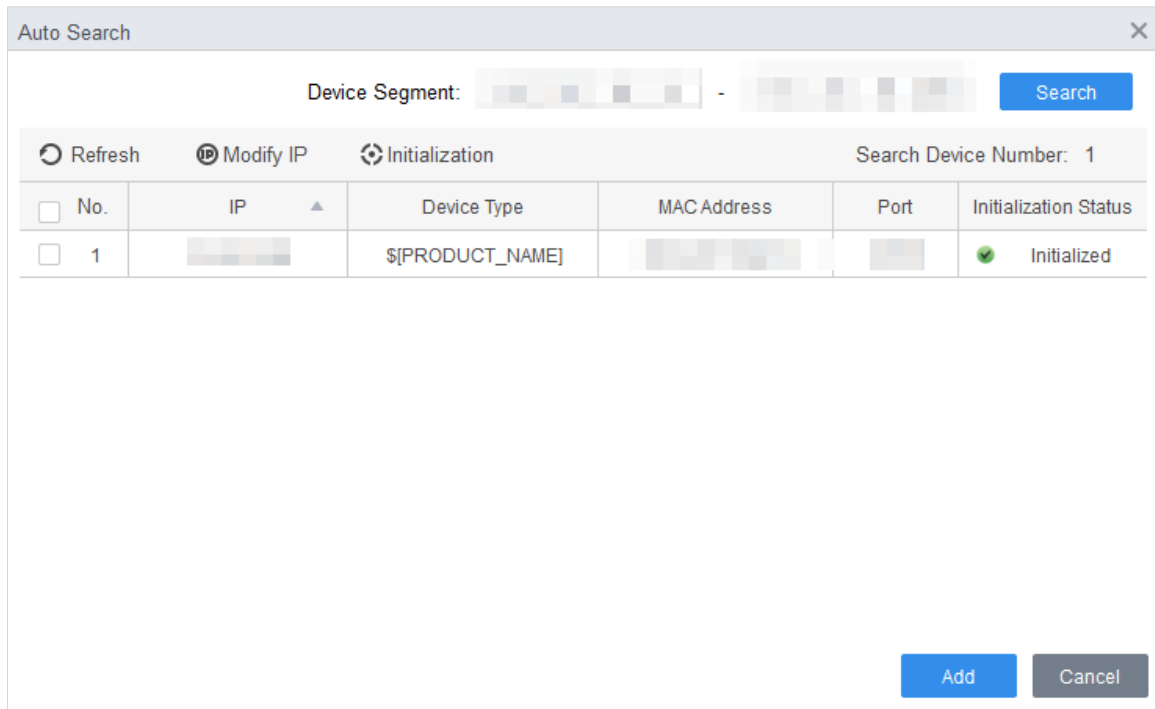 Auto Search
Device Segment: - Search
Refresh Modify IP Initialization Search Device Number: 1
No. IP Device Type MAC Address Port Initialization Status
1 $[PRODUCT_NAME] Initialized
Add Cancel